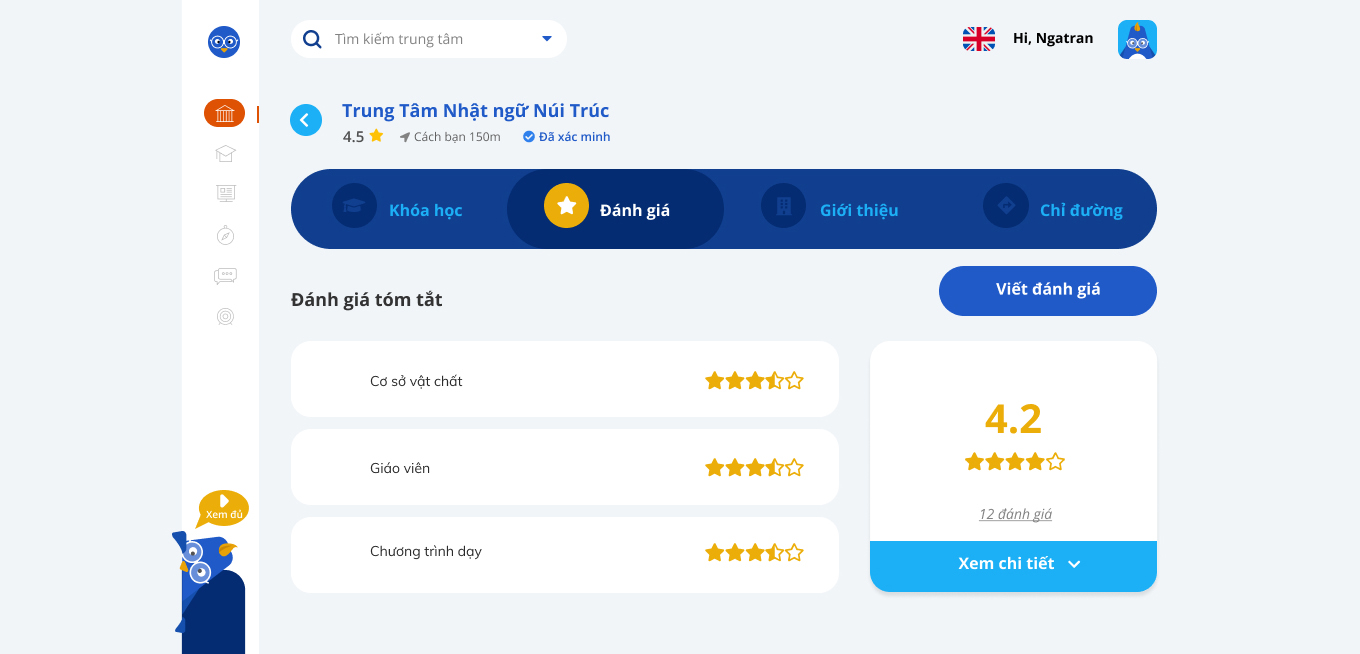 Tìm kiếm trung tâm
Hi, Ngatran
Trung Tâm Nhật ngữ Núi Trúc
4.5 Cách bạn 150m Đã xác minh
Khóa học Đánh giá Giới thiệu Chỉ đường
Viết đánh giá
Đánh giá tóm tắt
Cơ sở vật chất
Giáo viên
Chương trình dạy
4.2
12 đánh giá
Xem chi tiết
Xem đủ